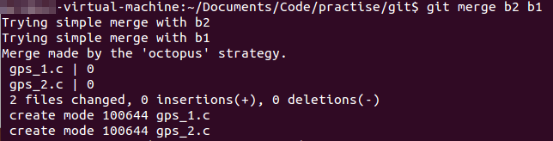 -virtual-machine:~/Documents/Code/practise/git$ git merge b2 b1
Trying simple merge with b2
Trying simple merge with b1
Merge made by the 'octopus' strategy.
gps_1.c | 0
gps_2.c | 0
2 files changed, 0 insertions(+), 0 deletions(-)
create mode 100644 gps_1.c
create mode 100644 gps_2.c